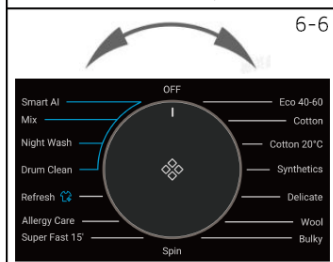 6-6
OFF
Smart AI
Mix
Night Wash
Drum Clean
Refresh
Allergy Care
Super Fast 15'
Spin
Eco 40-60
Cotton
Cotton 20°C
Synthetics
Delicate
Wool
Bulky